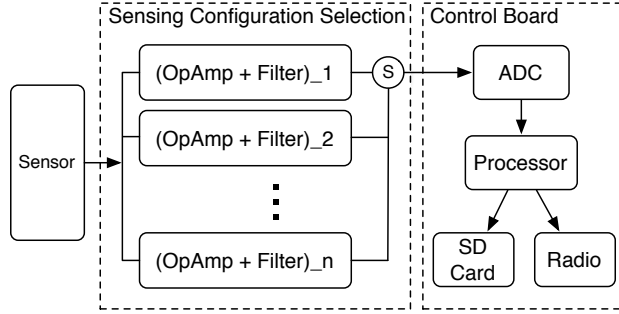 Sensing Configuration Selection
Control Board
Sensor
(OpAmp + Filter)_1
(OpAmp + Filter)_2
(OpAmp + Filter)_n
S
ADC
Processor
SD
Card
Radio